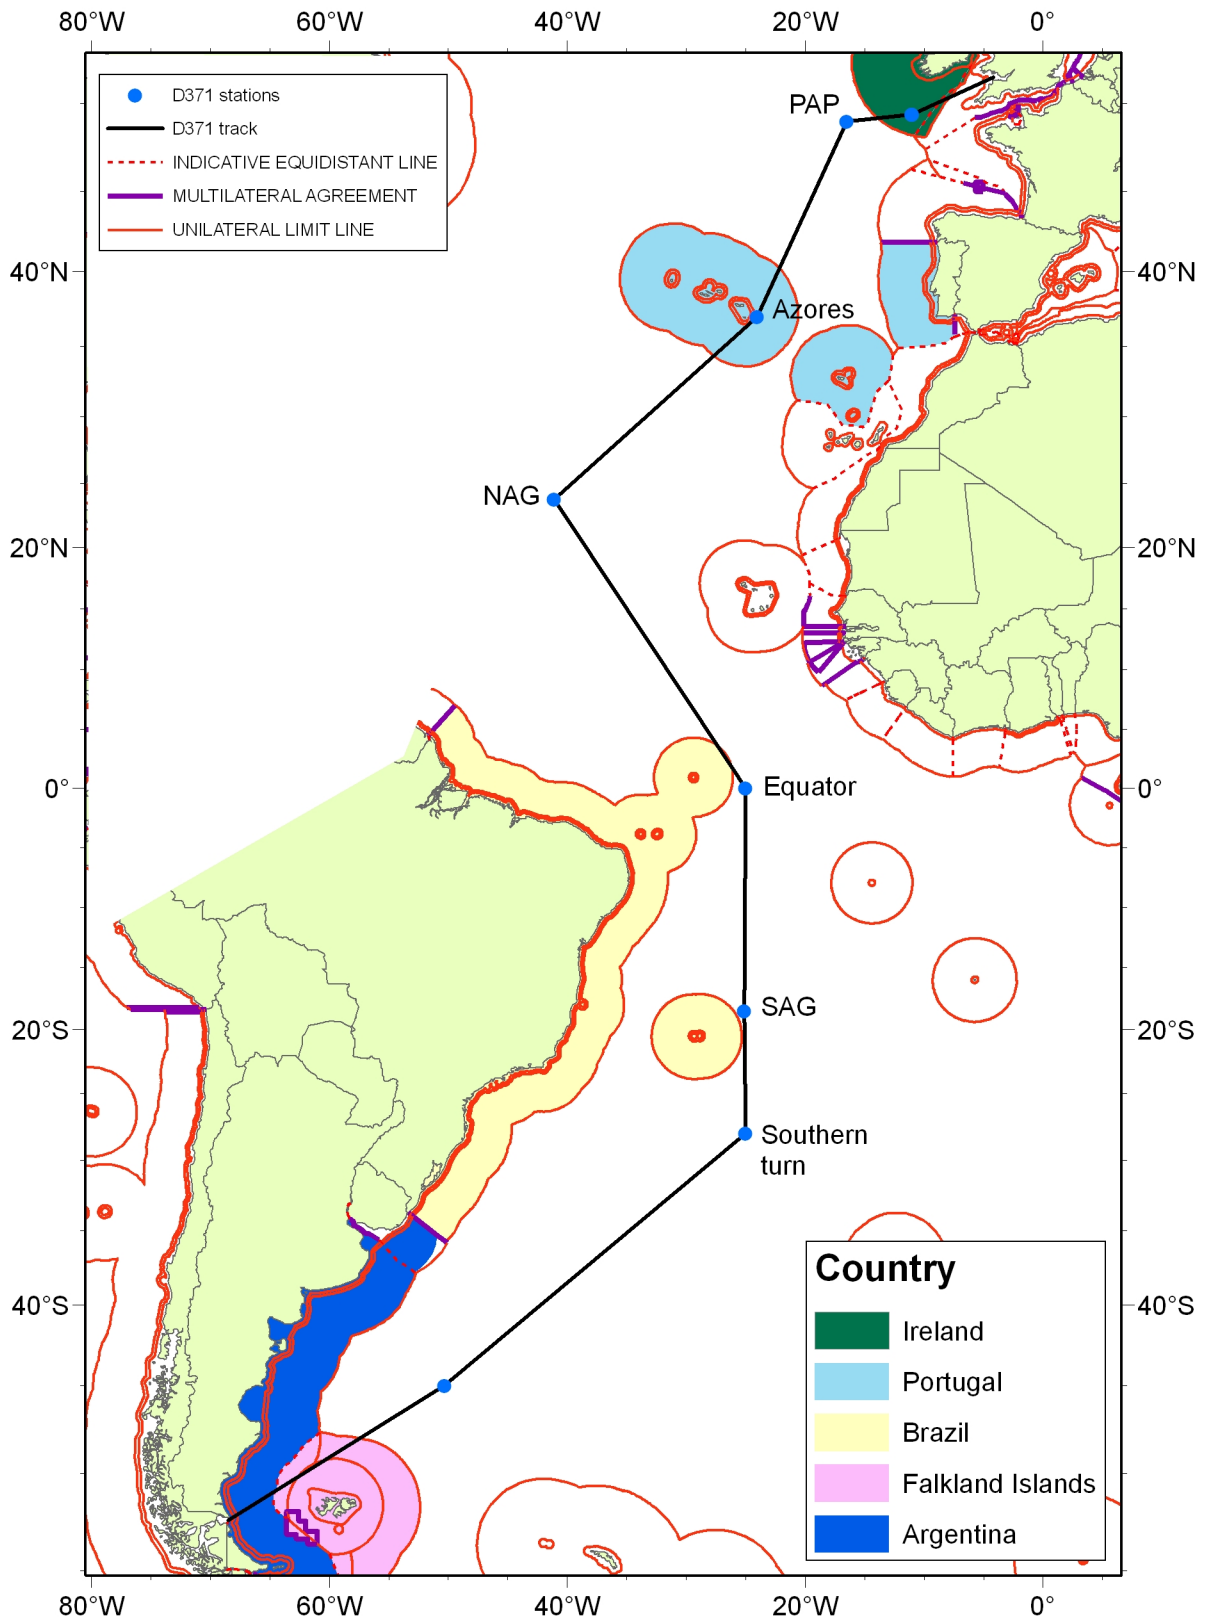 80°W 60°W 40°W 20°W 0°
D371 stations
D371 track
INDICATIVE EQUIDISTANT LINE
MULTILATERAL AGREEMENT
UNILATERAL LIMIT LINE
PAP
40°N 40°N
Azores
NAG
20°N 20°N
0° Equator 0°
SAG
20°S 20°S
Southern
turn
Country
40°S 40°S
Ireland
Portugal
Brazil
Falkland Islands
Argentina
80°W 60°W 40°W 20°W 0°